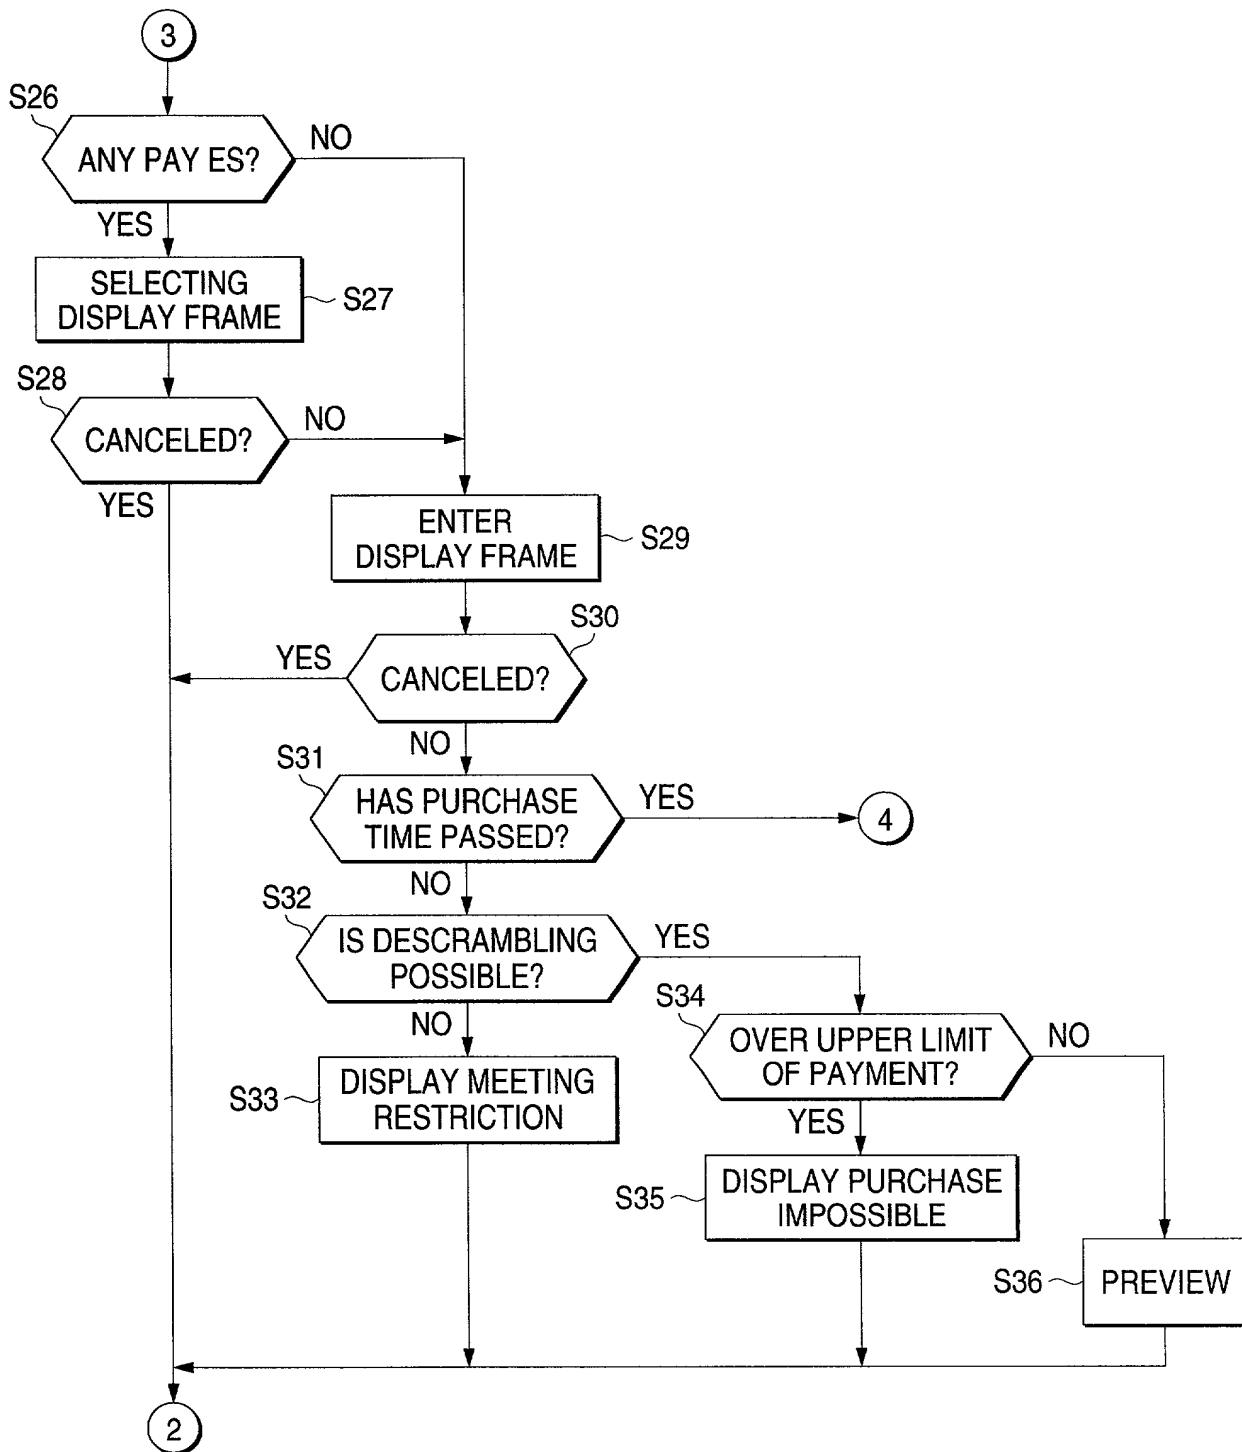 3
S26
ANY PAY ES?
NO
YES
SELECTING
DISPLAY FRAME
S27
S28
CANCELED?
NO
YES
ENTER
DISPLAY FRAME
S29
S30
YES
CANCELED?
NO
S31
HAS PURCHASE
TIME PASSED?
YES
4
NO
S32
IS DESCRAMBLING
POSSIBLE?
YES
NO
S34
OVER UPPER LIMIT
OF PAYMENT?
NO
YES
S33
DISPLAY MEETING
RESTRICTION
S35
DISPLAY PURCHASE
IMPOSSIBLE
S36
PREVIEW
2